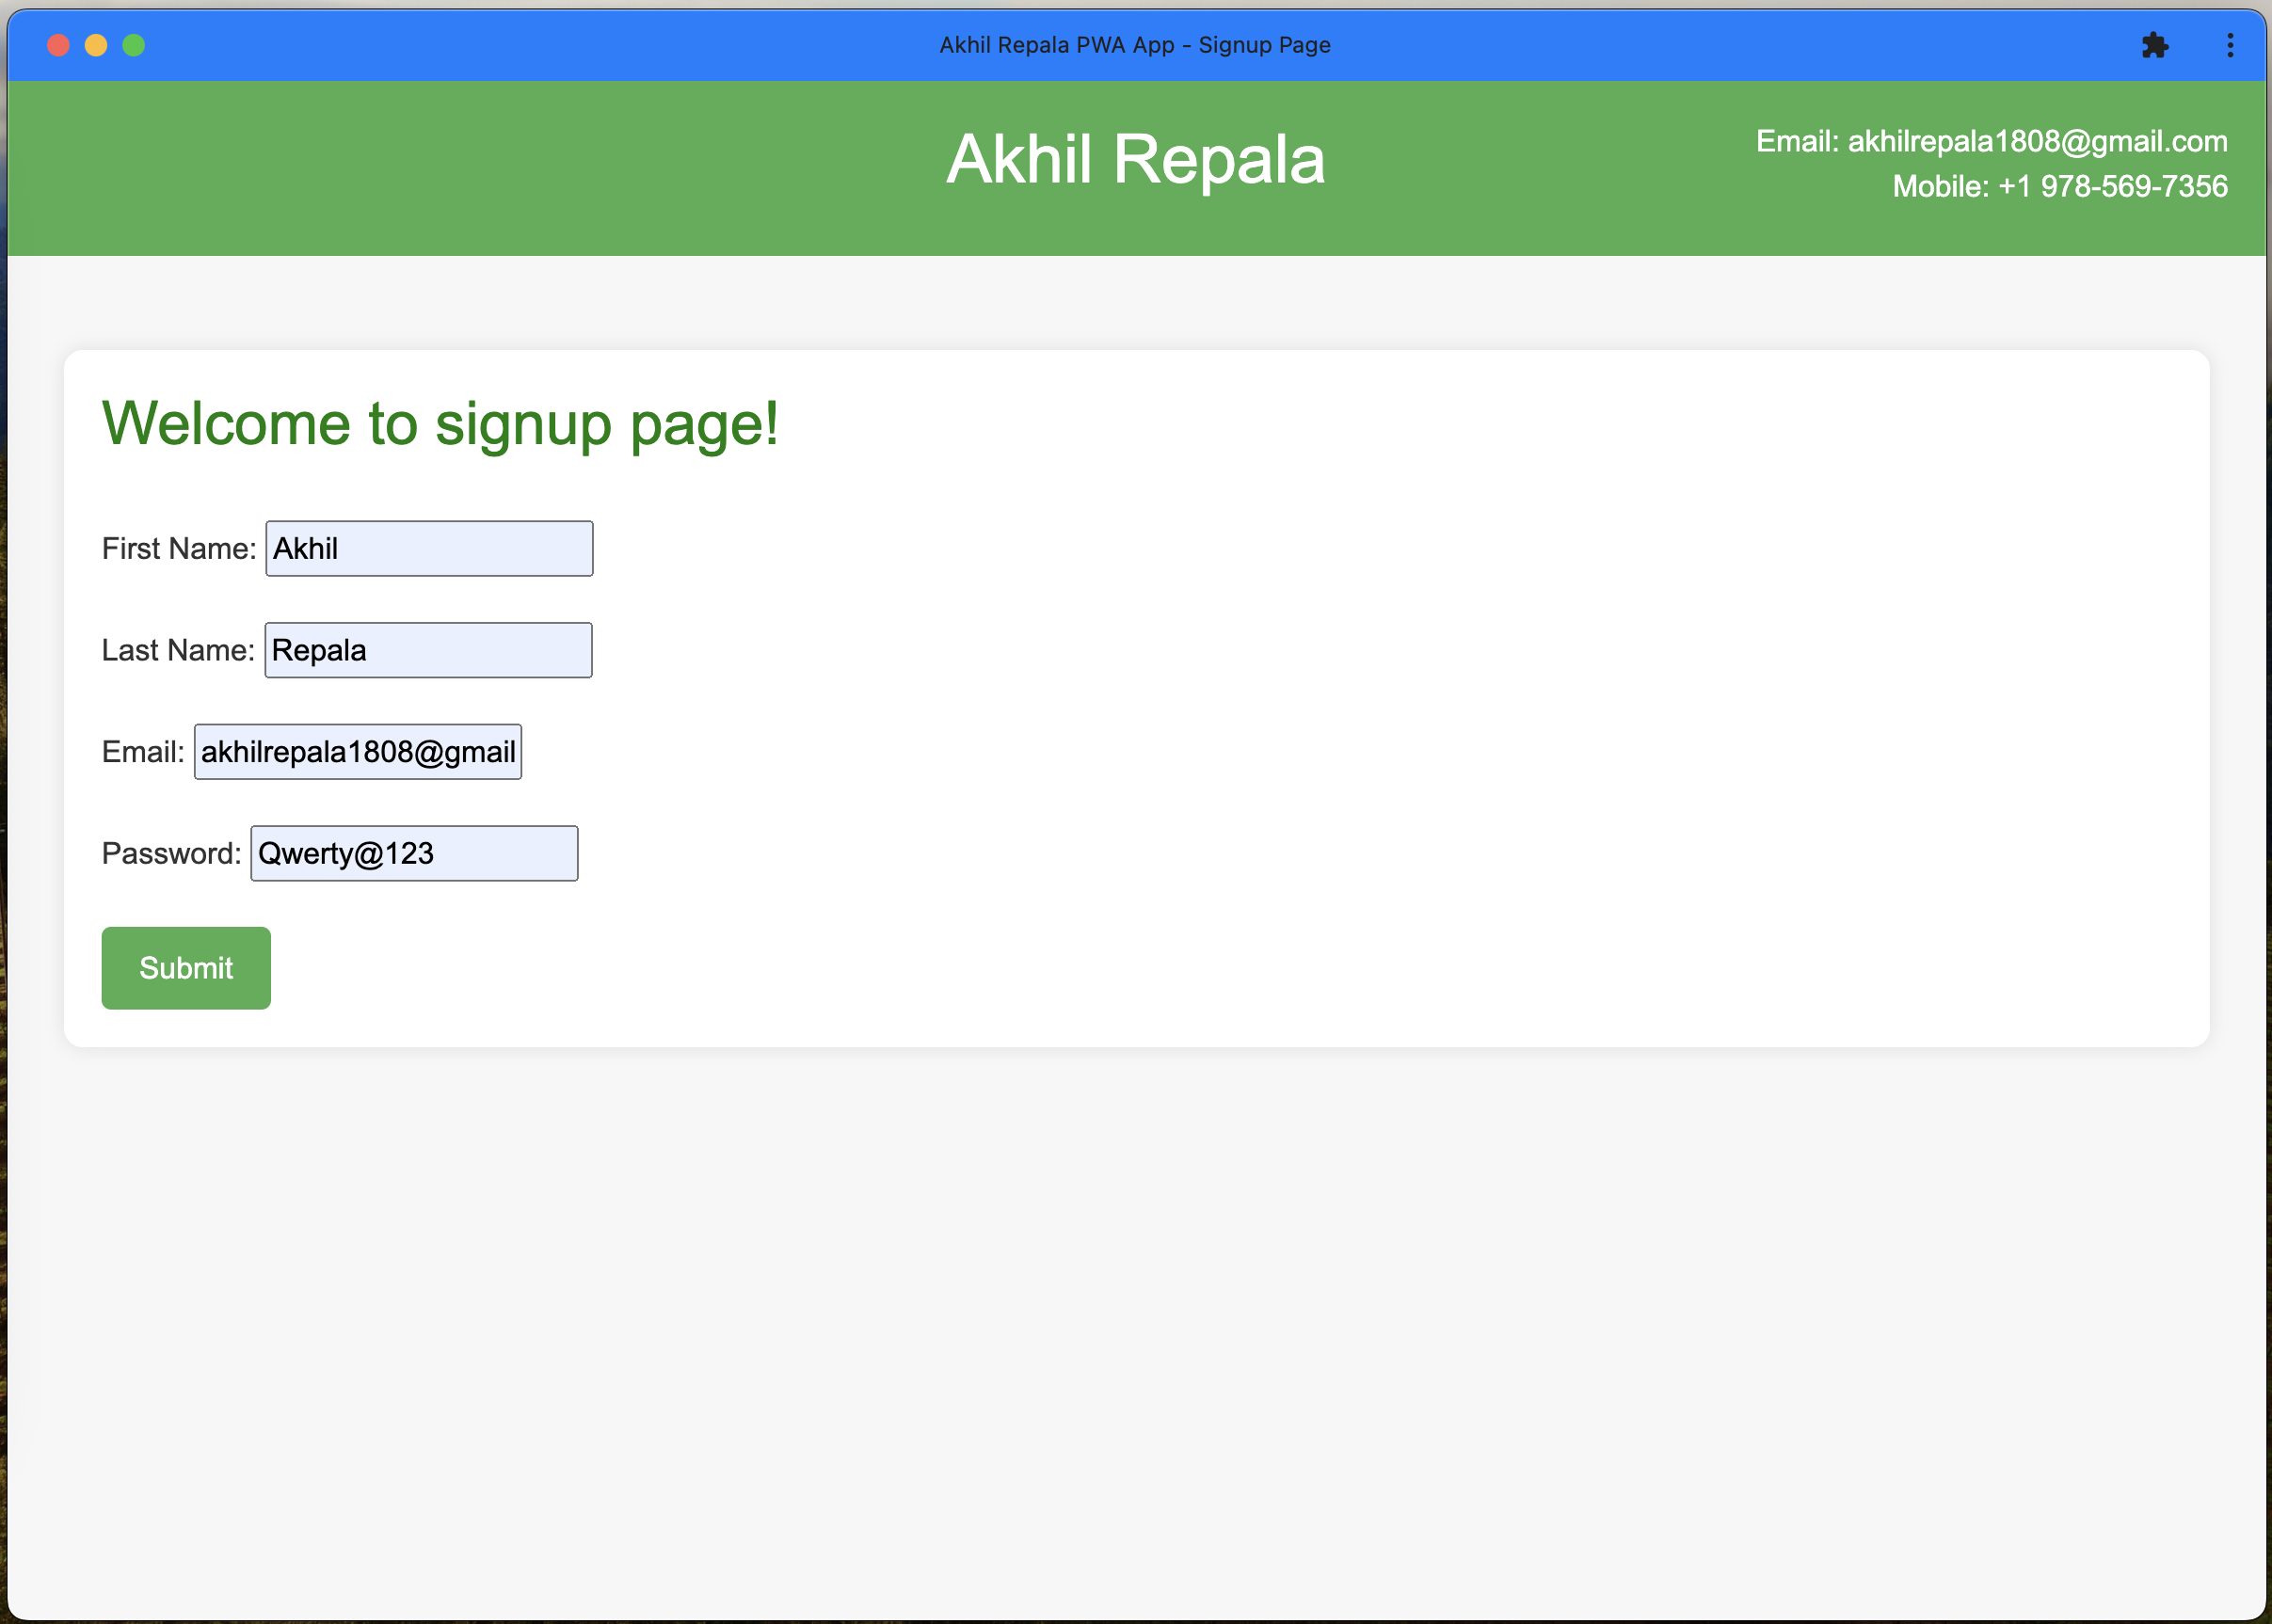 Akhil Repala PWA App - Signup Page
Akhil Repala
Email: akhilrepala1808@gmail.com
Mobile: +1 978-569-7356
Welcome to signup page!
First Name: Akhil
Last Name: Repala
Email: akhilrepala1808@gmail
Password: Qwerty@123
Submit